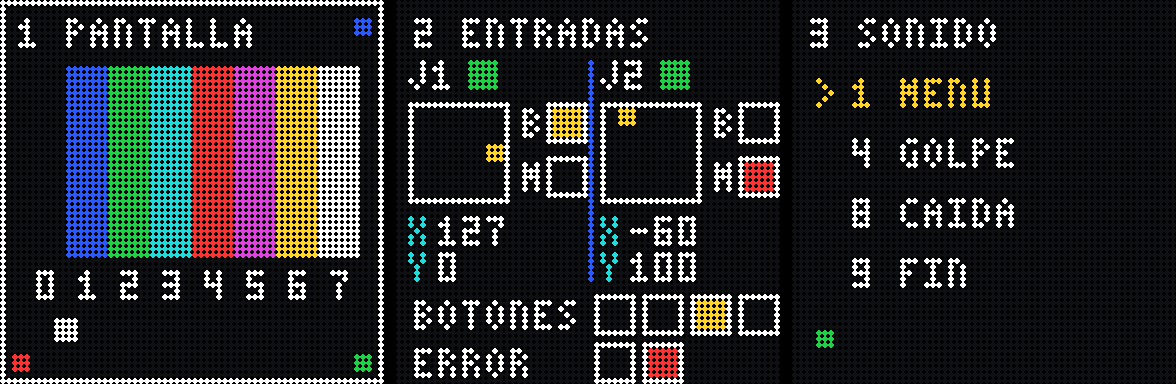 1 PANTALLA
0 1 2 3 4 5 6 7
2 ENTRADAS
J1 J2
B B
M M
X 127 X -60
Y 0 Y 100
BOTONES
ERROR
3 SONIDO
> 1 MENU
4 GOLPE
8 CAIDA
9 FIN